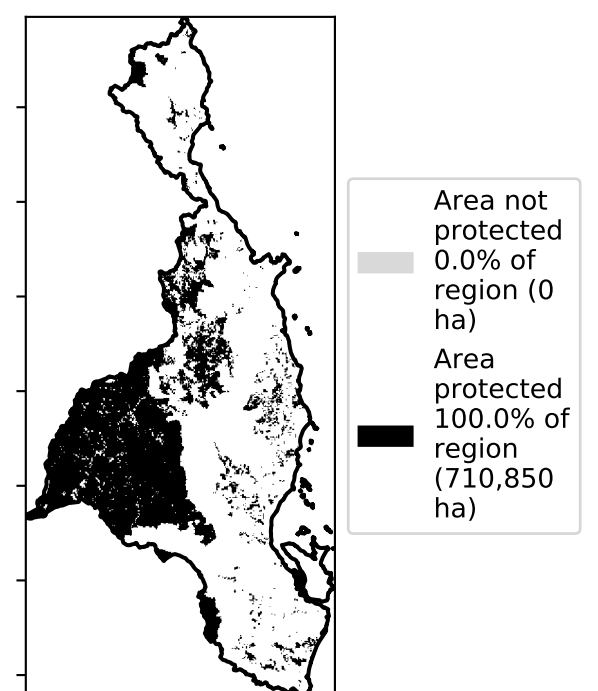 Area not
protected
0.0% of
region (0
ha)
Area
protected
100.0% of
region
(710,850
ha)